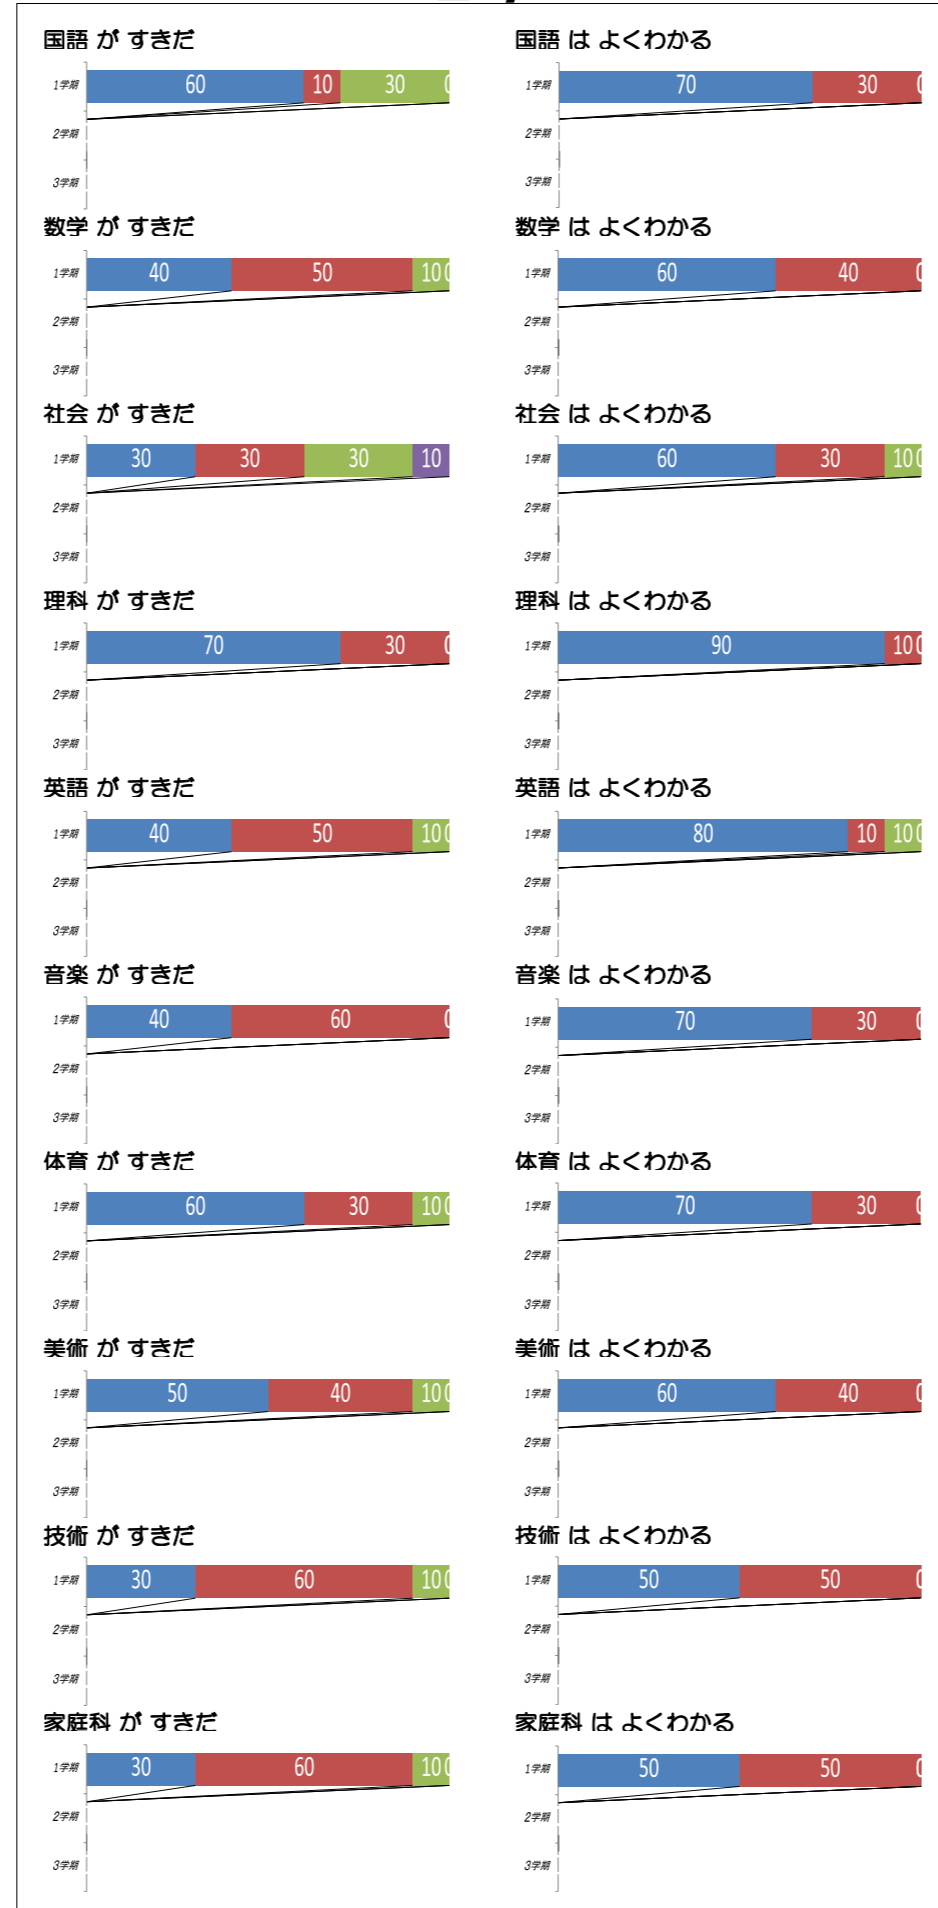 国語 が すきだ
国語 は よくわかる
1学期 60 10 30 0
1学期 70 30 0
2学期
2学期
3学期
3学期
数学 が すきだ
数学 は よくわかる
1学期 40 50 10 0
1学期 60 40 0
2学期
2学期
3学期
3学期
社会 が すきだ
社会 は よくわかる
1学期 30 30 30 10
1学期 60 30 10 0
2学期
2学期
3学期
3学期
理科 が すきだ
理科 は よくわかる
1学期 70 30 0
1学期 90 10 0
2学期
2学期
3学期
3学期
英語 が すきだ
英語 は よくわかる
1学期 40 50 10 0
1学期 80 10 10 0
2学期
2学期
3学期
3学期
音楽 が すきだ
音楽 は よくわかる
1学期 40 60 0
1学期 70 30 0
2学期
2学期
3学期
3学期
体育 が すきだ
体育 は よくわかる
1学期 60 30 10 0
1学期 70 30 0
2学期
2学期
3学期
3学期
美術 が すきだ
美術 は よくわかる
1学期 50 40 10 0
1学期 60 40 0
2学期
2学期
3学期
3学期
技術 が すきだ
技術 は よくわかる
1学期 30 60 10 0
1学期 50 50 0
2学期
2学期
3学期
3学期
家庭科 が すきだ
家庭科 は よくわかる
1学期 30 60 10 0
1学期 50 50 0
2学期
2学期
3学期
3学期